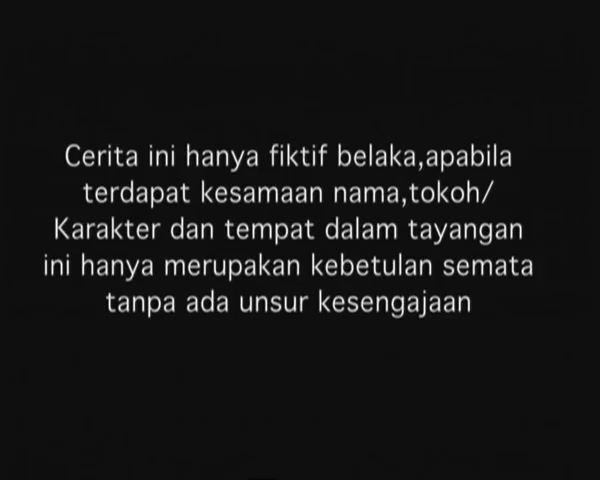 Cerita ini hanya fiktif belaka,apabila
terdapat kesamaan nama,tokoh/
Karakter dan tempat dalam tayangan
ini hanya merupakan kebetulan semata
tanpa ada unsur kesengajaan